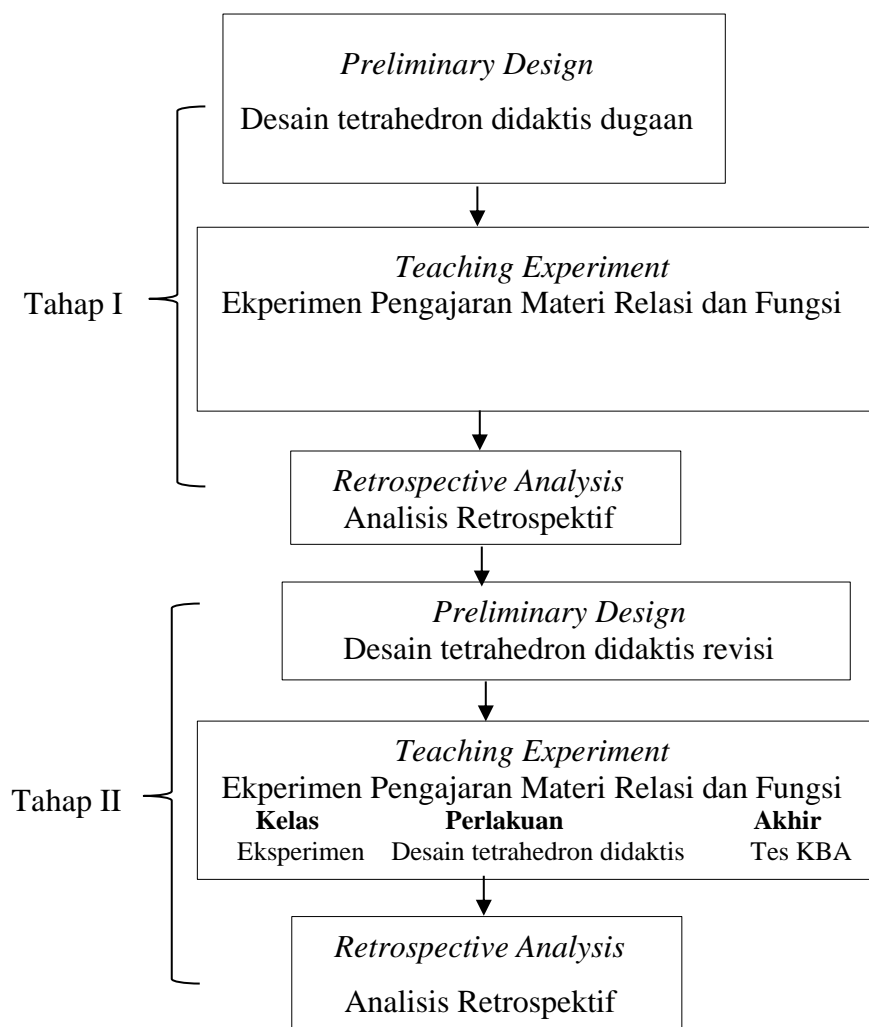 Preliminary Design
Desain tetrahedron didaktis dugaan
Teaching Experiment
Ekperimen Pengajaran Materi Relasi dan Fungsi
Tahap I
Retrospective Analysis
Analisis Retrospektif
Preliminary Design
Desain tetrahedron didaktis revisi
Teaching Experiment
Ekperimen Pengajaran Materi Relasi dan Fungsi
Tahap II
Kelas Perlakuan Akhir
Eksperimen Desain tetrahedron didaktis Tes KBA
Retrospective Analysis
Analisis Retrospektif